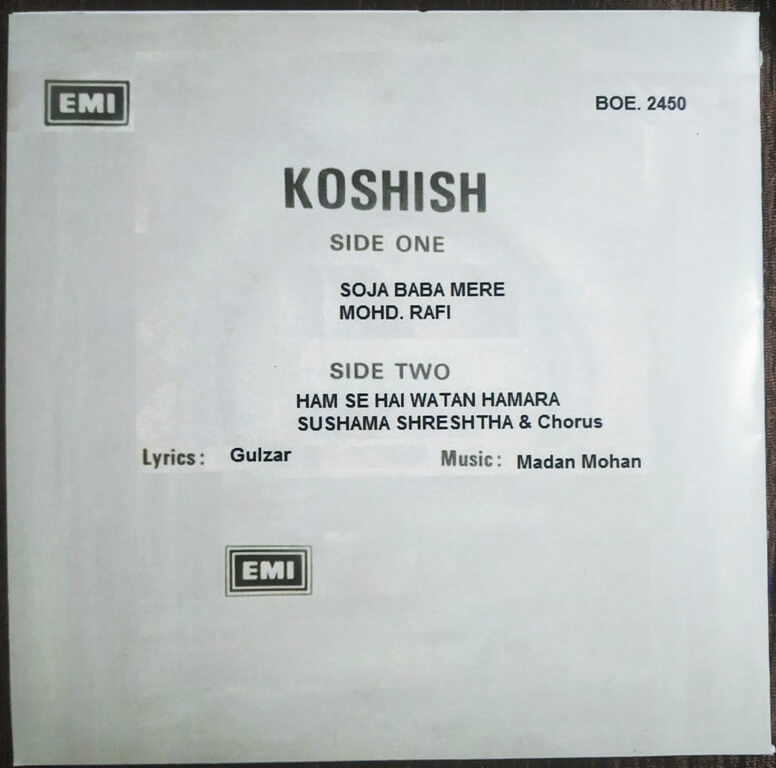 EMI
BOE. 2450
KOSHISH
SIDE ONE
SOJA BABA MERE
MOHD. RAFI
SIDE TWO
HAM SE HAI WATAN HAMARA
SUSHAMA SHRESHTHA & Chorus
Lyrics: Gulzar Music: Madan Mohan
EMI